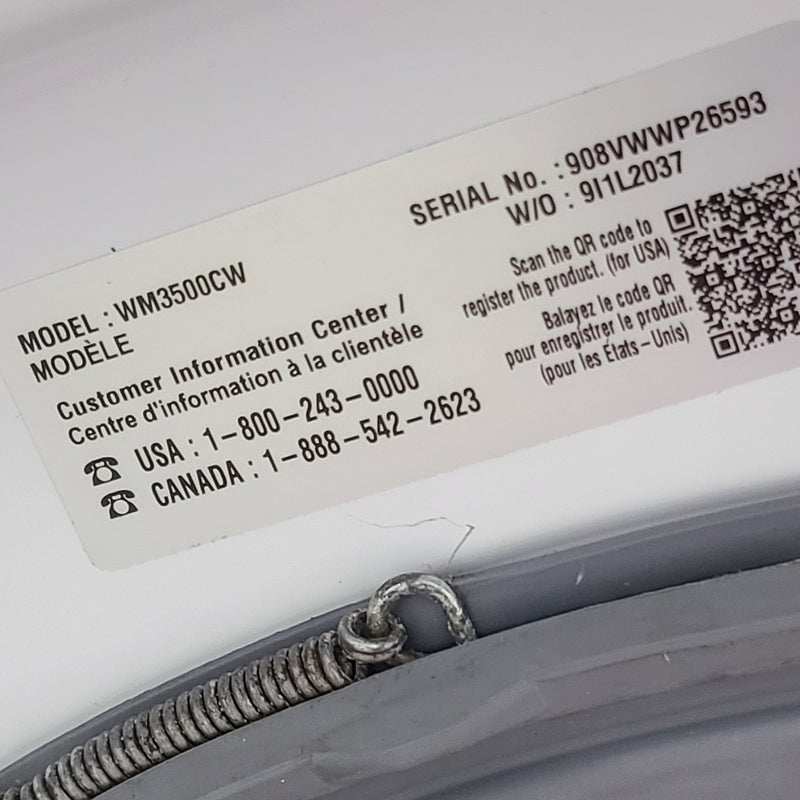 SERIAL No. : 908VWWP26593
W/O : 9I1L2037
Scan the QR code to
register the product. (for USA)
Balayez le code QR
pour enregistrer le produit.
(pour les États-Unis)
MODEL : WM3500CW
MODÈLE
Customer Information Center /
Centre d'information à la clientèle
USA : 1-800-243-0000
CANADA : 1-888-542-2623